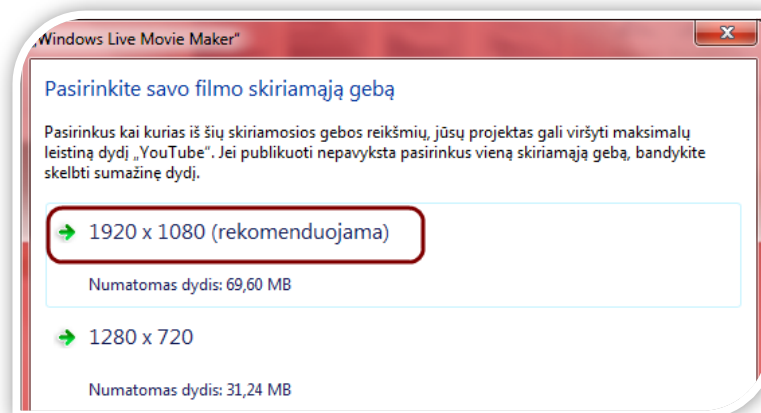 „Windows Live Movie Maker“
Pasirinkite savo filmo skiriamąją gebą
Pasirinkus kai kurias iš šių skiriamosios gebos reikšmių, jūsų projektas gali viršyti maksimalų
leistiną dydį „YouTube“. Jei publikuoti nepavyksta pasirinkus vieną skiriamąją gebą, bandykite
skelbti sumažinę dydį.
1920 x 1080 (rekomenduojama)
Numatomas dydis: 69,60 MB
1280 x 720
Numatomas dydis: 31,24 MB